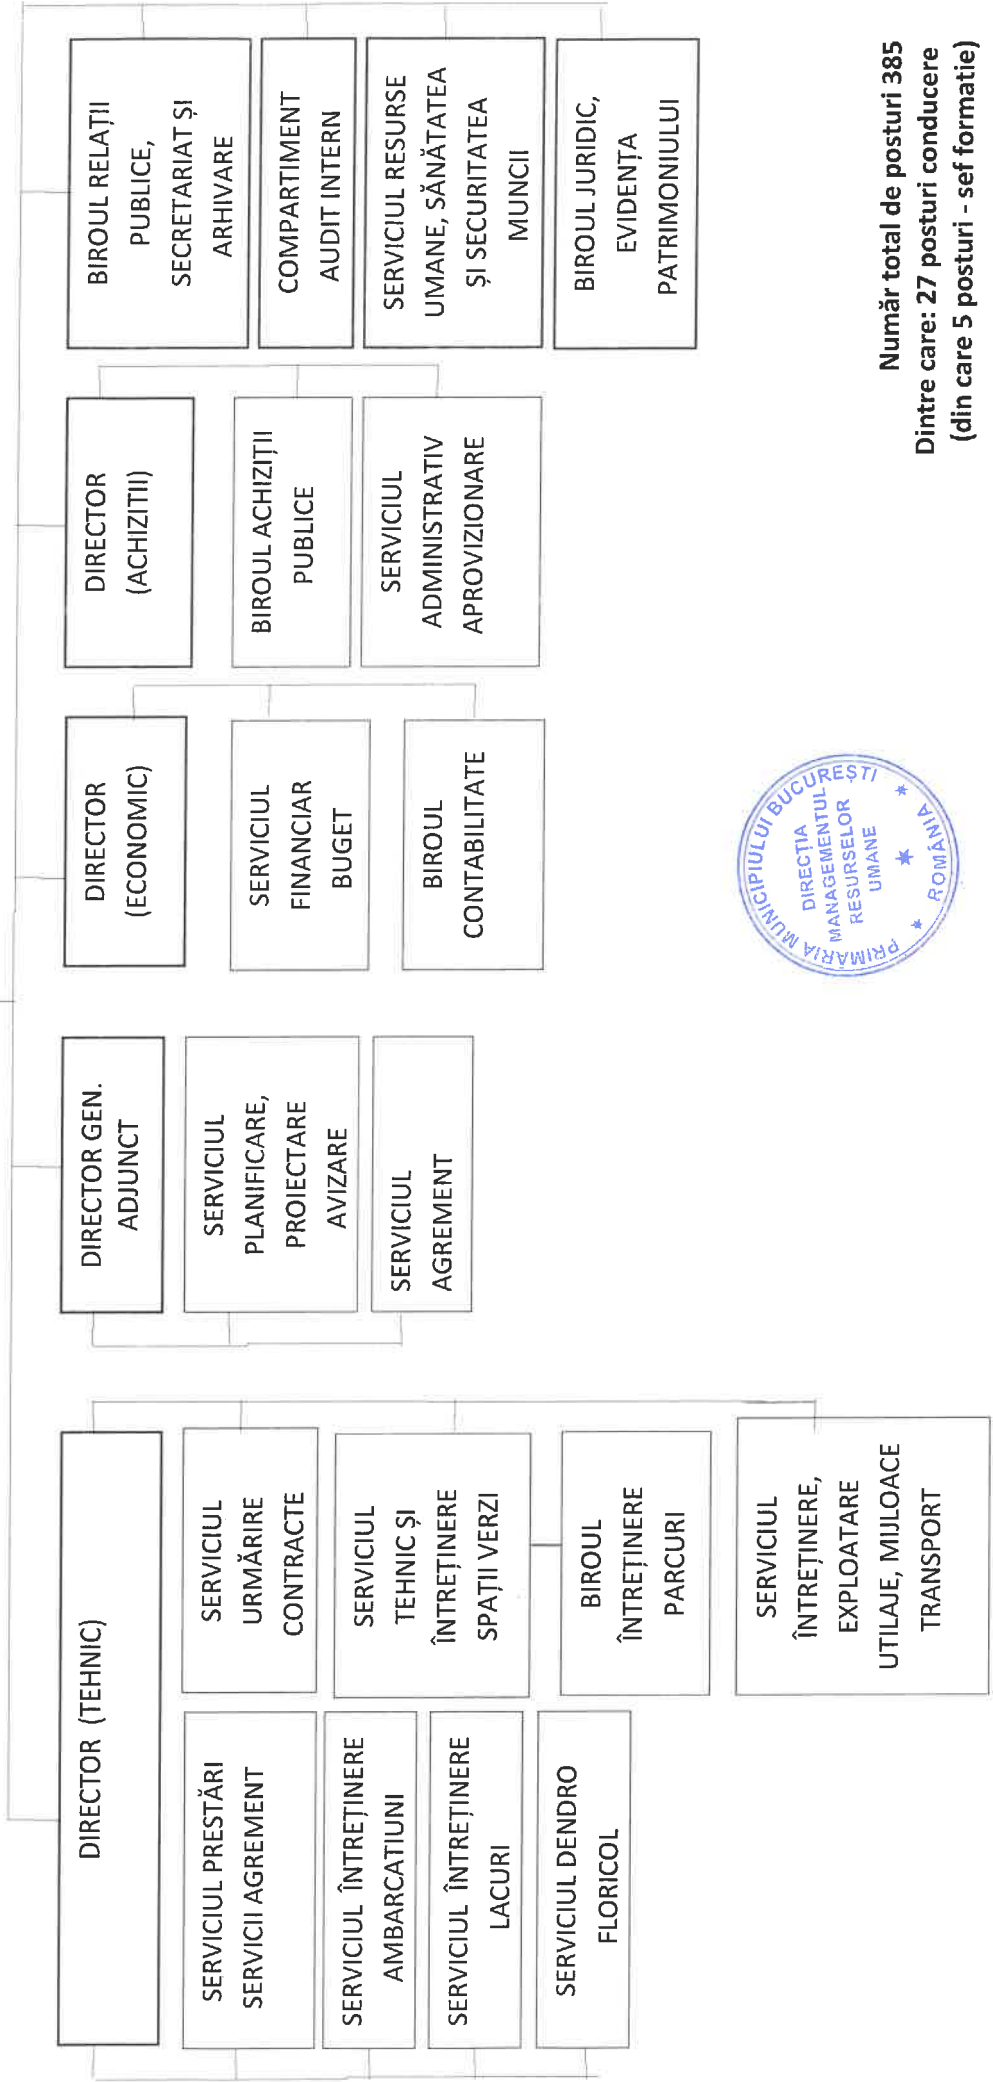 DIRECTOR (TEHNIC)
SERVICIUL PRESTĂRI
SERVICII AGREMENT
SERVICIUL ÎNTREȚINERE
AMBARCATIUNI
SERVICIUL ÎNTREȚINERE
LACURI
SERVICIUL DENDRO
FLORICOL
SERVICIUL
URMĂRIRE
CONTRACTE
SERVICIUL
TEHNIC ȘI
ÎNTREȚINERE
SPAȚII VERZI
BIROUL
ÎNTREȚINERE
PARCURI
SERVICIUL
ÎNTREȚINERE,
EXPLOATARE
UTILAJE, MIJLOACE
TRANSPORT
DIRECTOR GEN.
ADJUNCT
SERVICIUL
PLANIFICARE,
PROIECTARE
AVIZARE
SERVICIUL
AGREMENT
DIRECTOR
(ECONOMIC)
SERVICIUL
FINANCIAR
BUGET
BIROUL
CONTABILITATE
DIRECTOR
(ACHIZITII)
BIROUL ACHIZIȚII
PUBLICE
SERVICIUL
ADMINISTRATIV
APROVIZIONARE
BIROUL RELAȚII
PUBLICE,
SECRETARIAT ȘI
ARHIVARE
COMPARTIMENT
AUDIT INTERN
SERVICIUL RESURSE
UMANE, SĂNĂTATEA
ȘI SECURITATEA
MUNCII
BIROUL JURIDIC,
EVIDENȚA
PATRIMONIULUI
PRIMĂRIA MUNICIPIULUI BUCUREȘTI
DIRECȚIA
MANAGEMENTUL
RESURSELOR
UMANE
ROMÂNIA
Număr total de posturi 385
Dintre care: 27 posturi conducere
(din care 5 posturi - sef formatie)